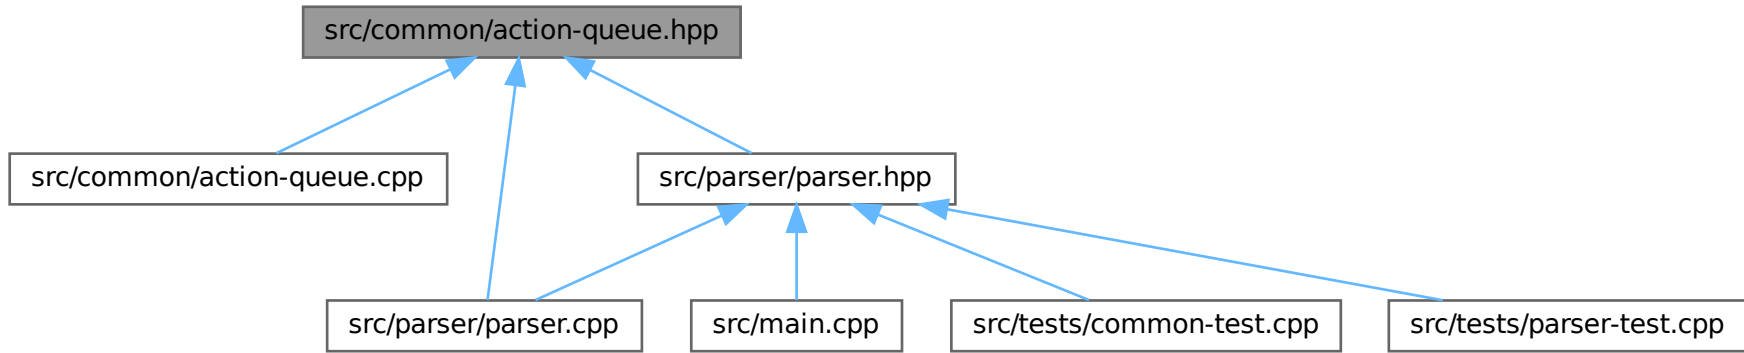 src/common/action-queue.hpp
src/common/action-queue.cpp
src/parser/parser.hpp
src/parser/parser.cpp
src/main.cpp
src/tests/common-test.cpp
src/tests/parser-test.cpp